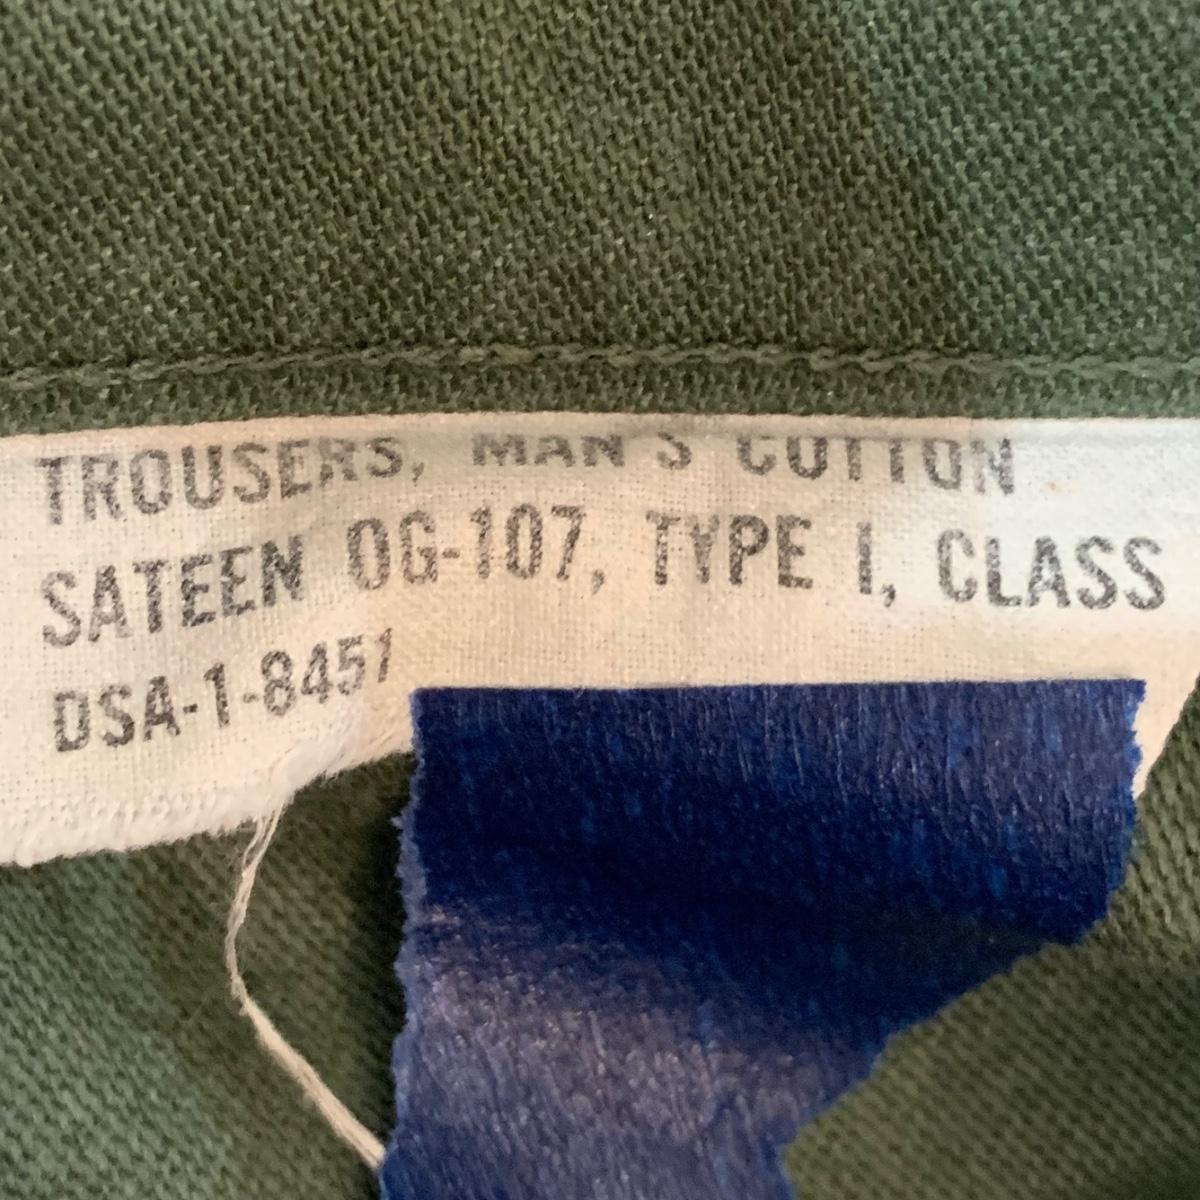 TROUSERS, MAN'S COTTON
SATEEN OG-107, TYPE I, CLASS
DSA-1-8451